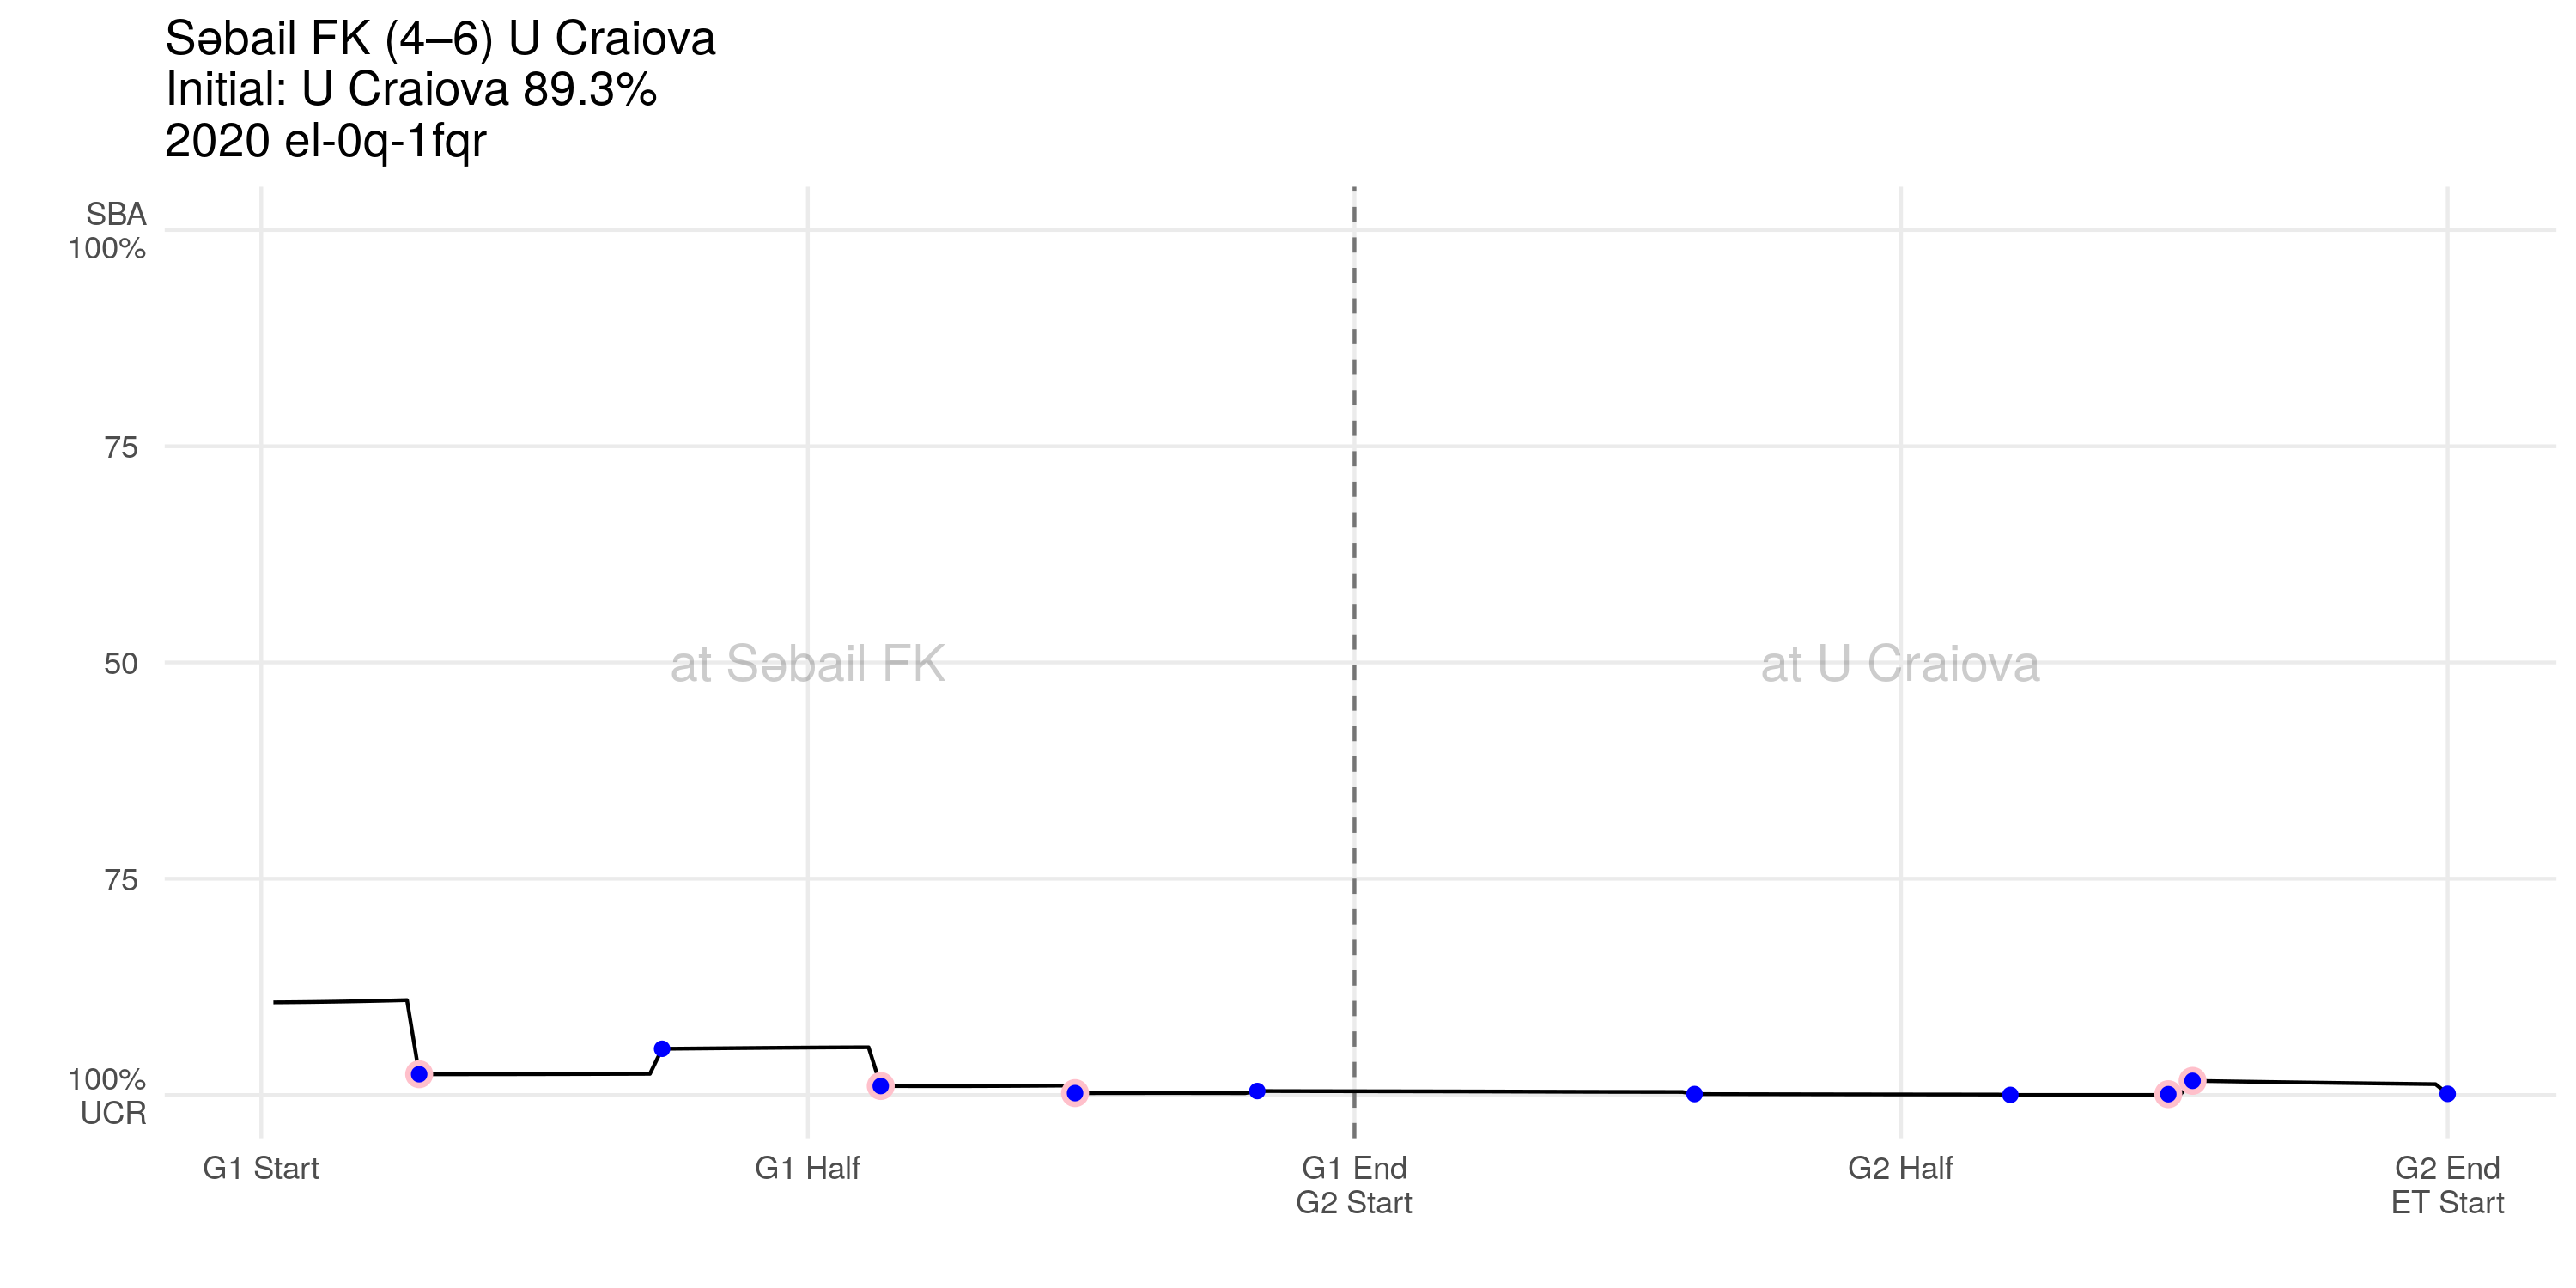 Səbail FK (4–6) U Craiova
Initial: U Craiova 89.3%
2020 el-0q-1fqr
SBA
100%
75
50
at Səbail FK
at U Craiova
75
100%
UCR
G1 Start
G1 Half
G1 End
G2 Start
G2 Half
G2 End
ET Start